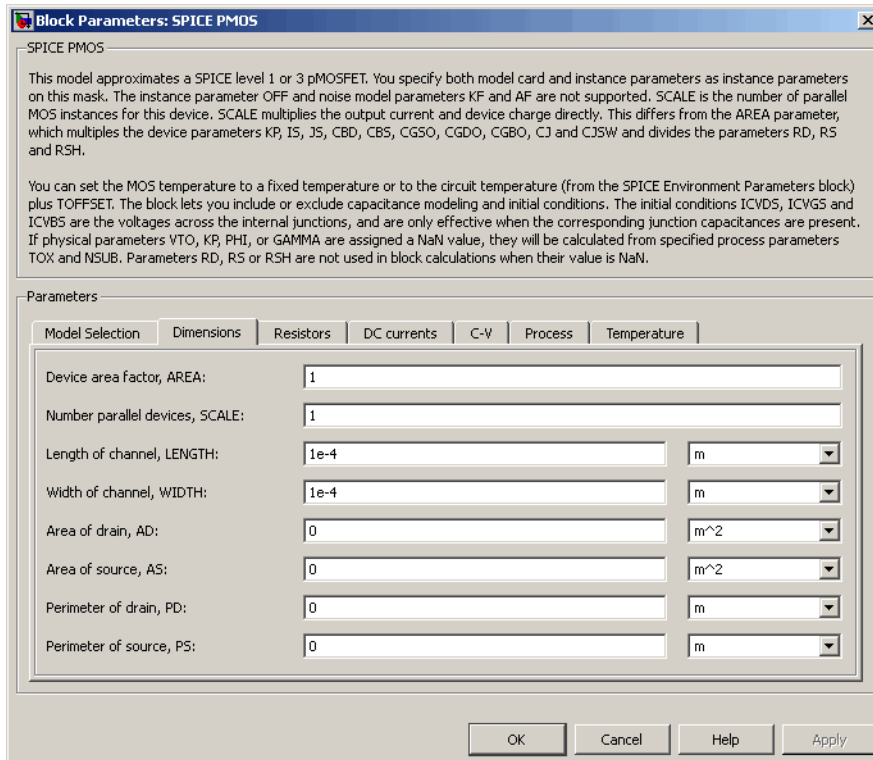 Block Parameters: SPICE PMOS
SPICE PMOS
This model approximates a SPICE level 1 or 3 pMOSFET. You specify both model card and instance parameters as instance parameters
on this mask. The instance parameter OFF and noise model parameters KF and AF are not supported. SCALE is the number of parallel
MOS instances for this device. SCALE multiplies the output current and device charge directly. This differs from the AREA parameter,
which multiples the device parameters KP, IS, JS, CBD, CBS, CGSO, CGDO, CGBO, CJ and CJSW and divides the parameters RD, RS
and RSH.
You can set the MOS temperature to a fixed temperature or to the circuit temperature (from the SPICE Environment Parameters block)
plus TOFFSET. The block lets you include or exclude capacitance modeling and initial conditions. The initial conditions ICVDS, ICVGS and
ICVBS are the voltages across the internal junctions, and are only effective when the corresponding junction capacitances are present.
If physical parameters VTO, KP, PHI, or GAMMA are assigned a NaN value, they will be calculated from specified process parameters
TOX and NSUB. Parameters RD, RS or RSH are not used in block calculations when their value is NaN.
Parameters
Model Selection Dimensions Resistors DC currents C-V Process Temperature
Device area factor, AREA: 1
Number parallel devices, SCALE: 1
Length of channel, LENGTH: 1e-4 m
Width of channel, WIDTH: 1e-4 m
Area of drain, AD: 0 m^2
Area of source, AS: 0 m^2
Perimeter of drain, PD: 0 m
Perimeter of source, PS: 0 m
OK Cancel Help Apply